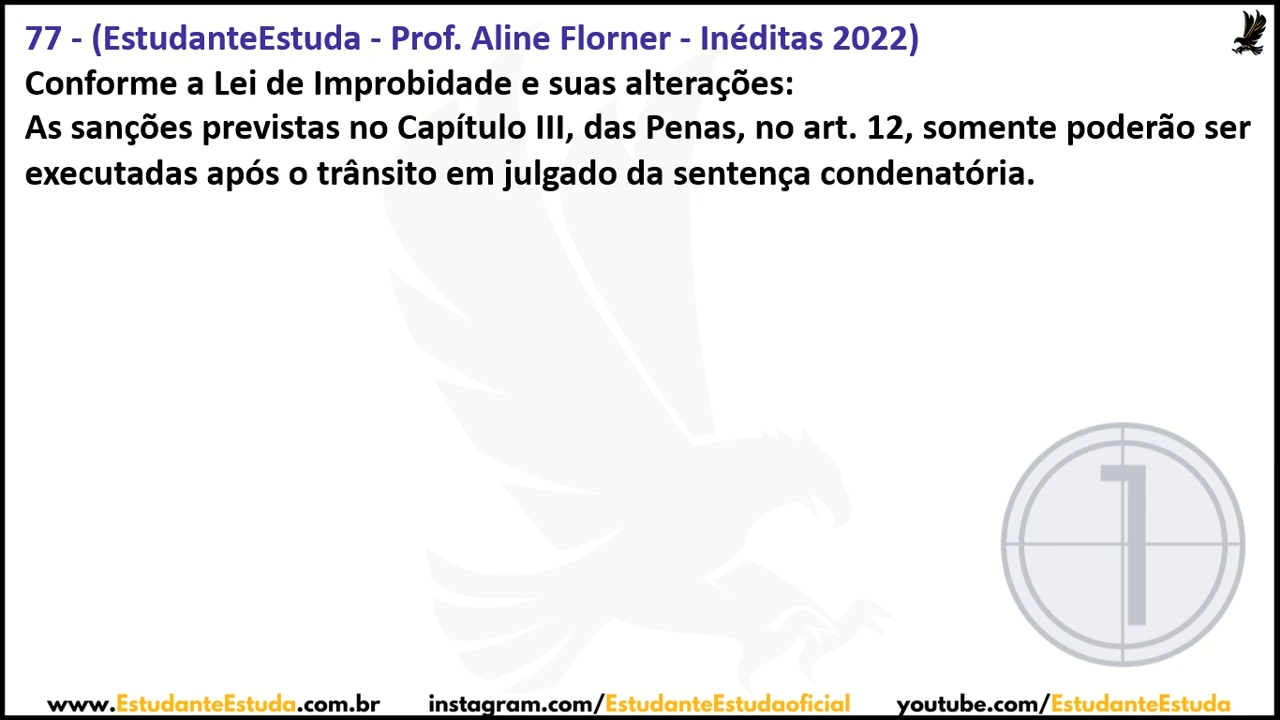 77 - (EstudanteEstuda - Prof. Aline Florner - Inéditas 2022)
Conforme a Lei de Improbidade e suas alterações:
As sanções previstas no Capítulo III, das Penas, no art. 12, somente poderão ser
executadas após o trânsito em julgado da sentença condenatória.
1
www.EstudanteEstuda.com.br instagram.com/EstudanteEstudaoficial youtube.com/EstudanteEstuda